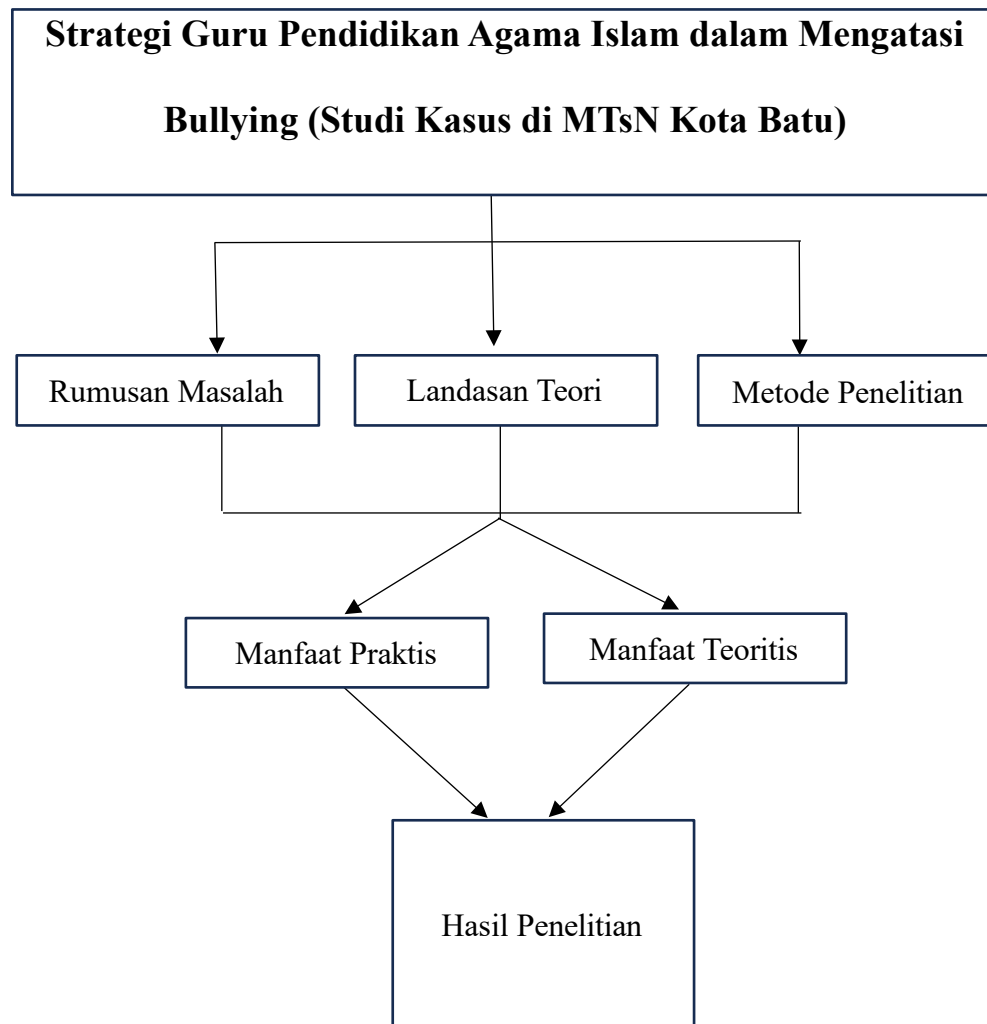 Strategi Guru Pendidikan Agama Islam dalam Mengatasi
Bullying (Studi Kasus di MTsN Kota Batu)
Rumusan Masalah
Landasan Teori
Metode Penelitian
Manfaat Praktis
Manfaat Teoritis
Hasil Penelitian